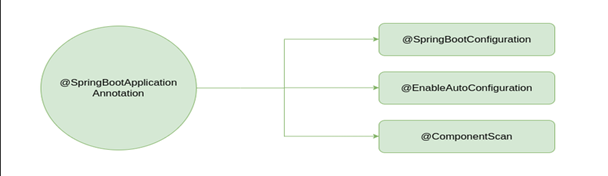 @SpringBootApplication
Annotation
@SpringBootConfiguration
@EnableAutoConfiguration
@ComponentScan